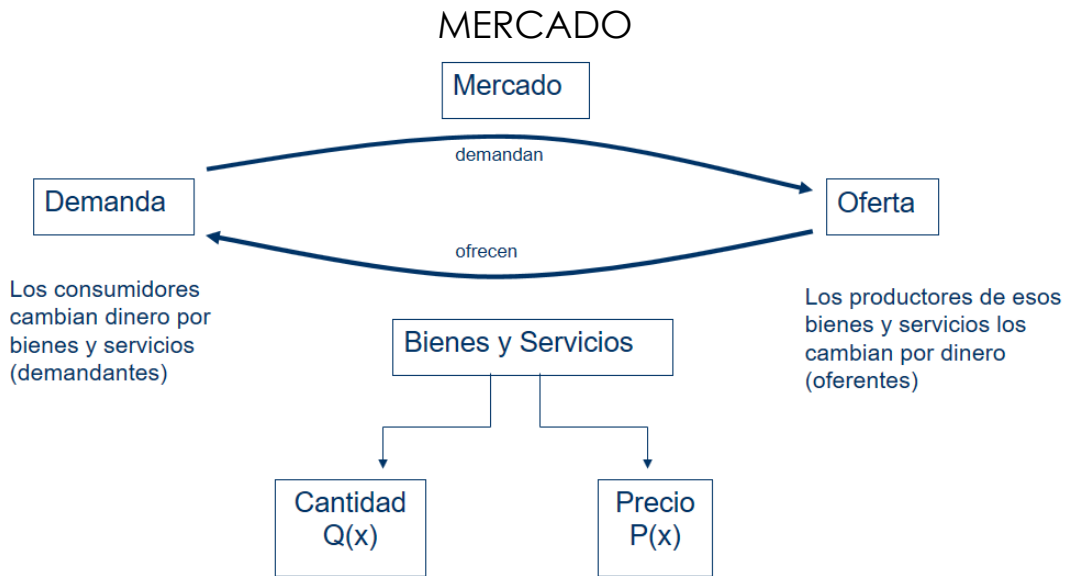 MERCADO
Mercado
demandan
Demanda
Oferta
ofrecen
Los consumidores
cambian dinero por
bienes y servicios
(demandantes)
Los productores de esos
bienes y servicios los
cambian por dinero
(oferentes)
Bienes y Servicios
Cantidad
Q(x)
Precio
P(x)